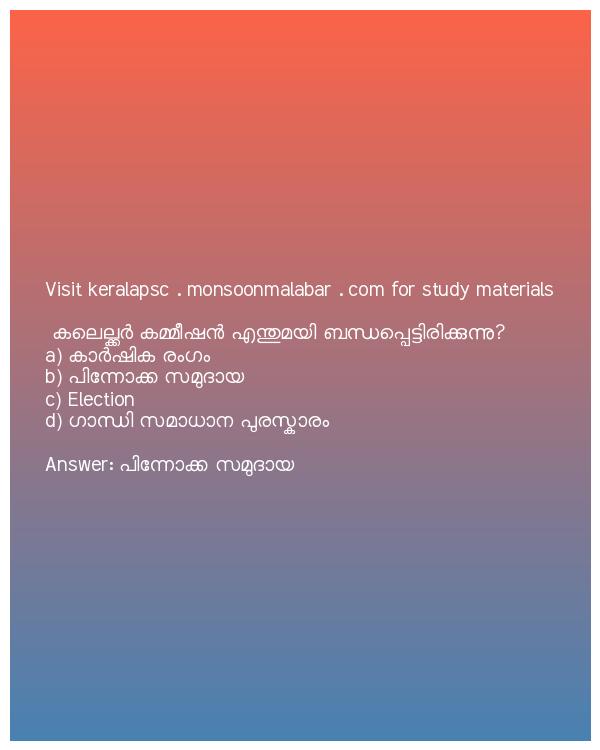 Visit keralapsc . monsoonmalabar . com for study materials
കലെല്ക്കർ കമ്മീഷൻ എന്തുമയി ബന്ധപ്പെട്ടിരിക്കുന്നു?
a) കാർഷിക രംഗം
b) പിന്നോക്ക സമുദായ
c) Election
d) ഗാന്ധി സമാധാന പുരസ്കാരം
Answer: പിന്നോക്ക സമുദായ